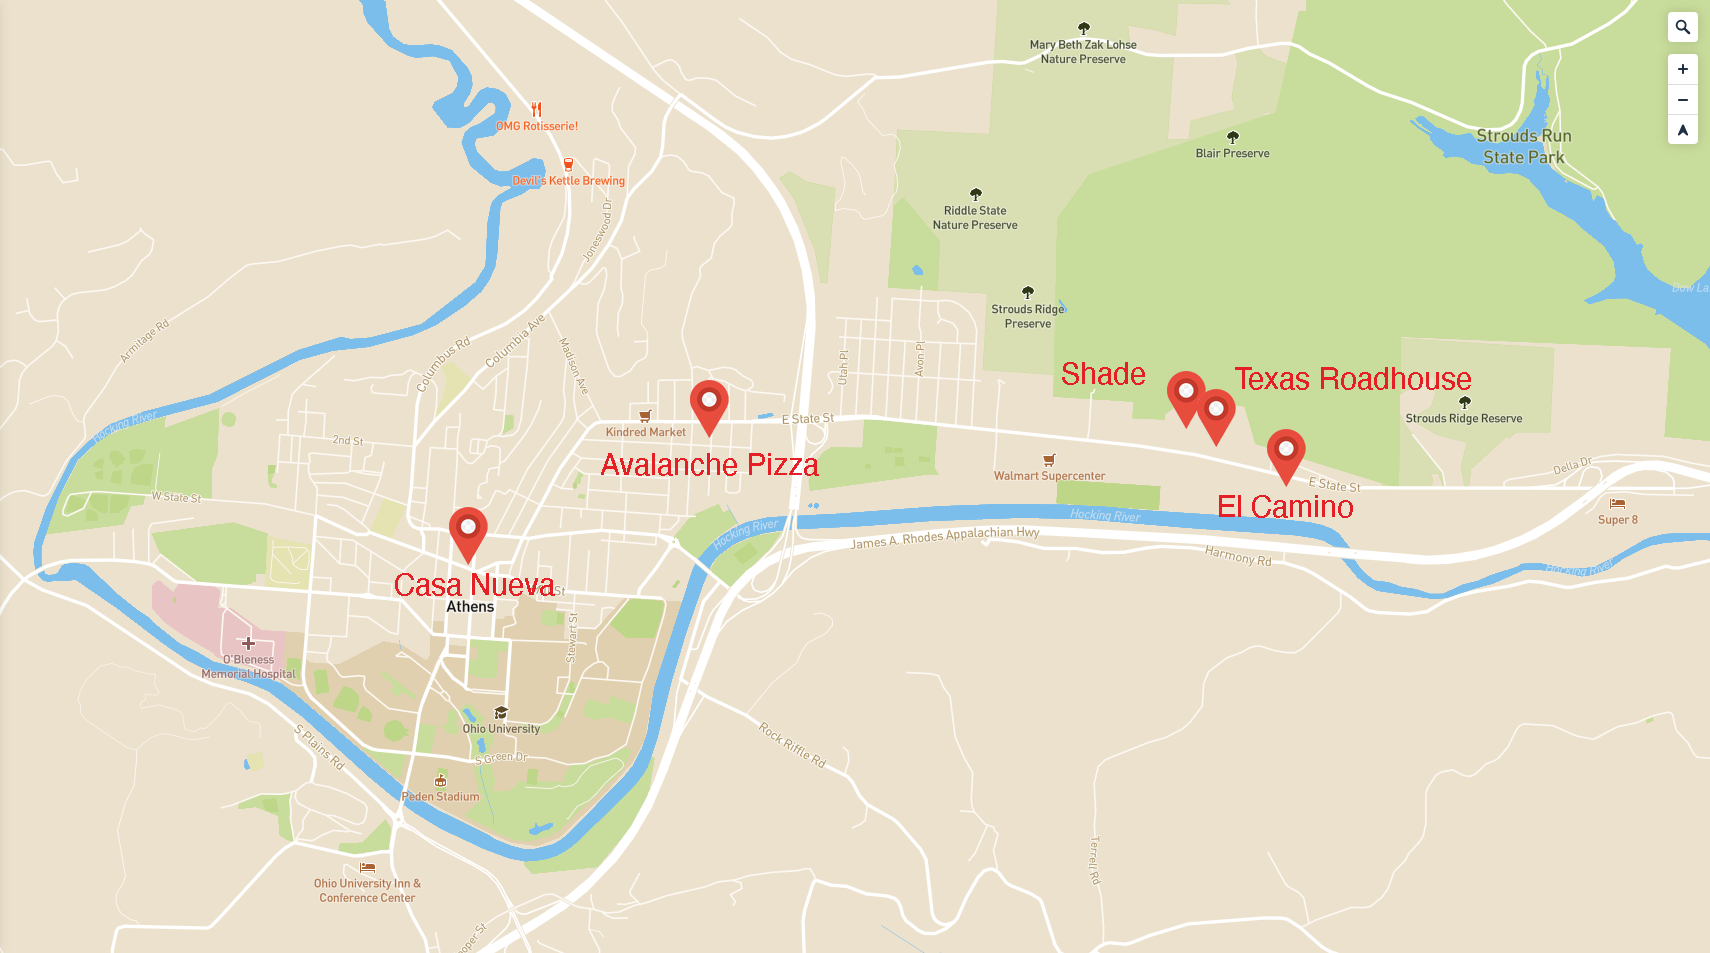 Mary Beth Zak Lohse
Nature Preserve
OMG Rotisserie!
Strouds Run
State Park
Blair Preserve
Devil's Kettle Brewing
Riddle State
Nature Preserve
Joneswood Dr
Bow La
Strouds Ridge
Preserve
Armitage Rd
Columbus Rd
Columbia Ave
Madison Ave
Utah Pl
Avon Pl
Shade
Texas Roadhouse
Hocking River
Kindred Market
E State St
Strouds Ridge Reserve
2nd St
Avalanche Pizza
Walmart Supercenter
Della Dr
E State St
W State St
El Camino
Super 8
Hocking River
Hocking River
James A. Rhodes Appalachian Hwy
Harmony Rd
Hocking River
Casa Nueva
St
Athens
Stewart St
O'Bleness
Memorial Hospital
Ohio University
S Plains Rd
S Green Dr
Rock Riffle Rd
Peden Stadium
Terrell Rd
Ohio University Inn &
Conference Center
oper St